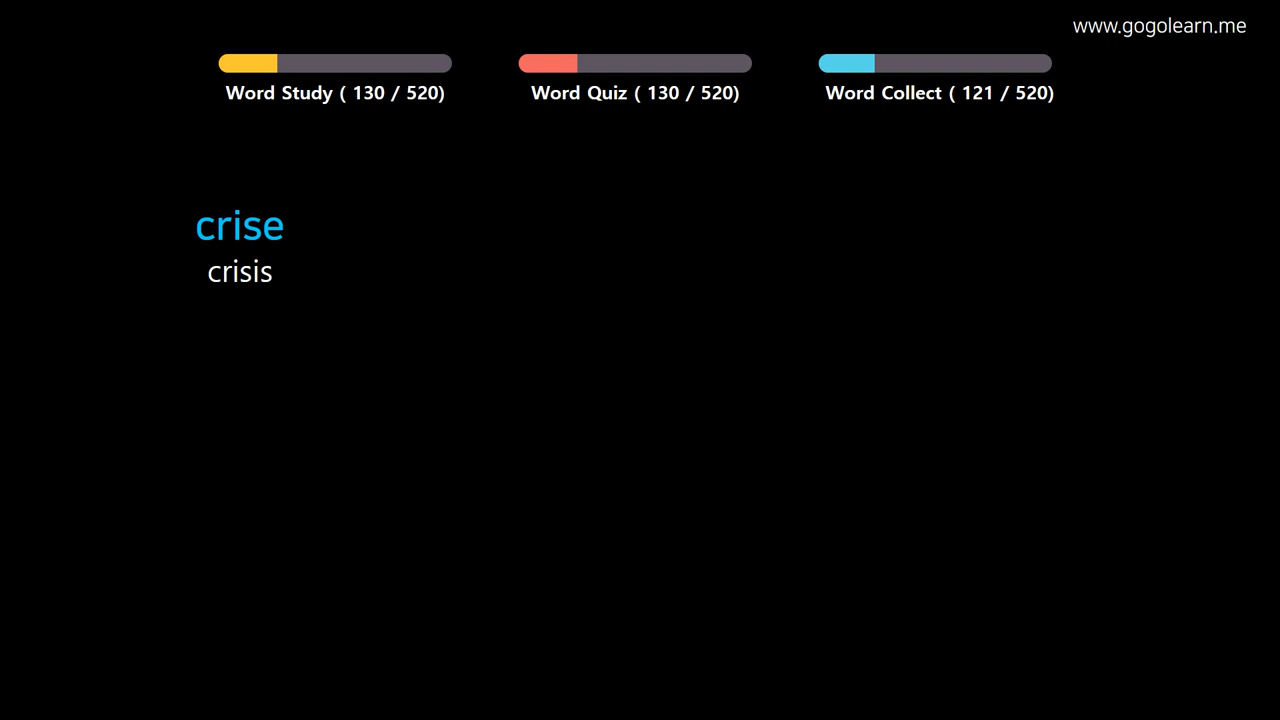 www.gogolearn.me
Word Study ( 130 / 520)
Word Quiz ( 130 / 520)
Word Collect ( 121 / 520)
crise
crisis